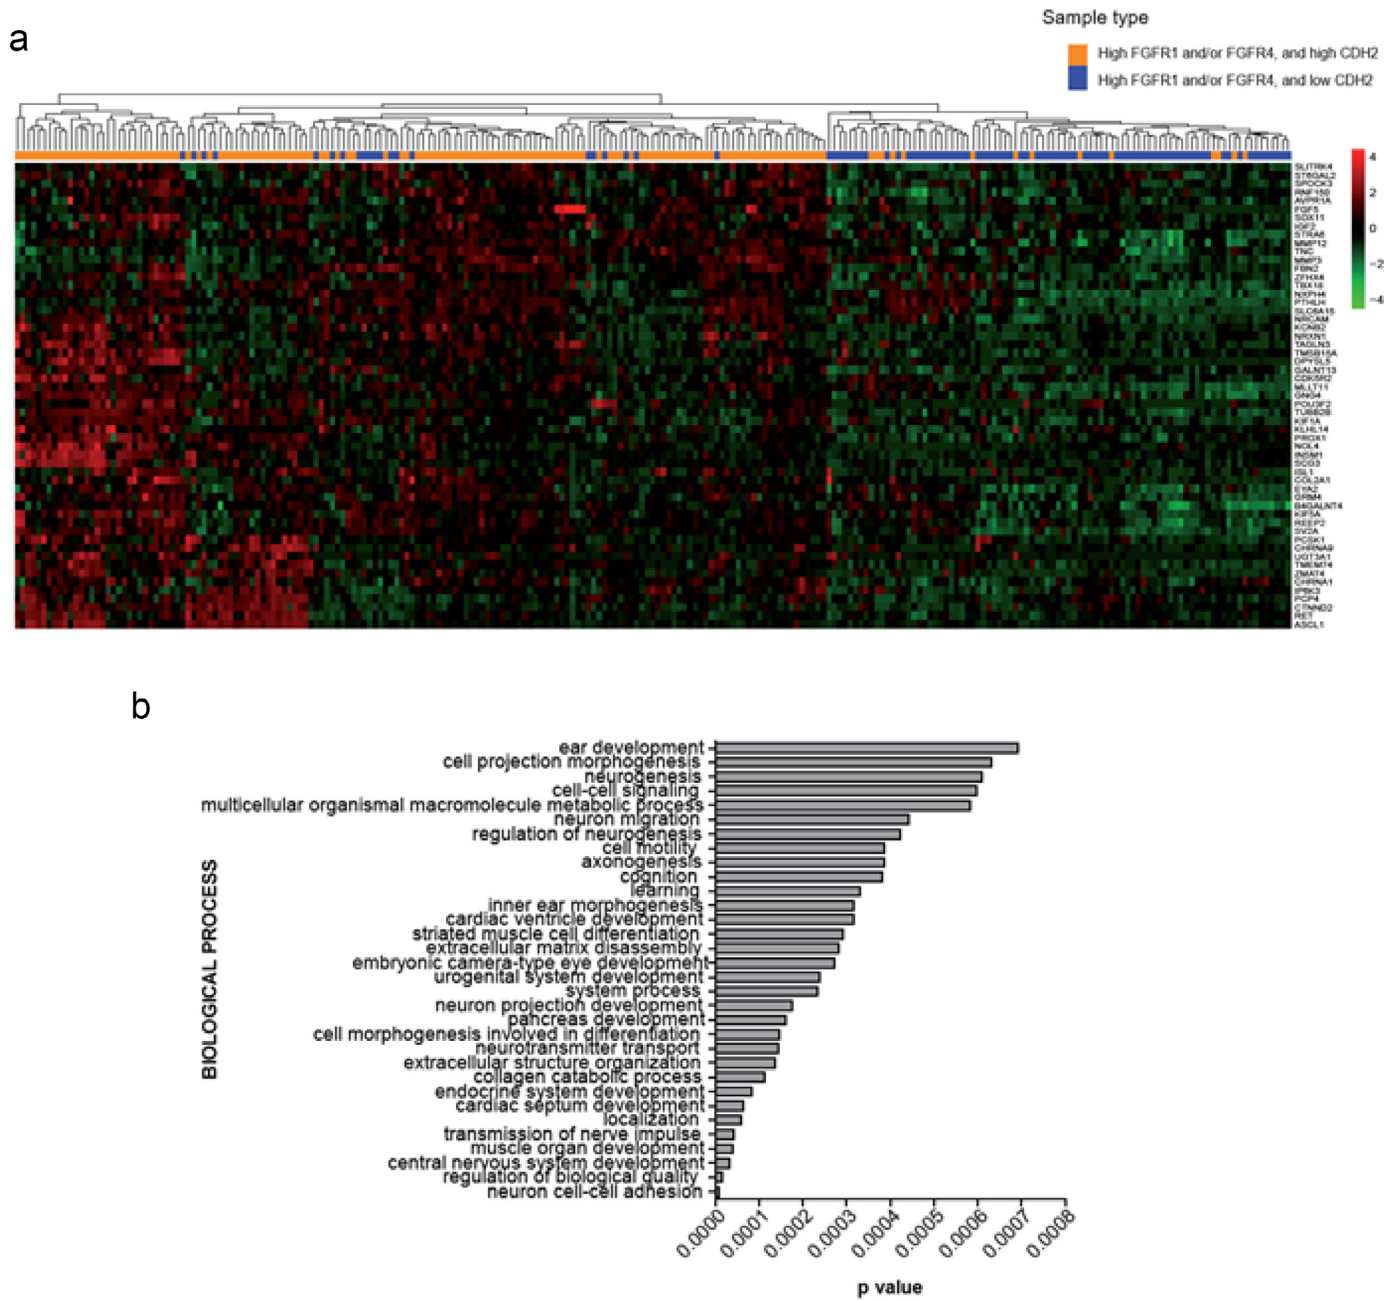 a
Sample type
High FGFR1 and/or FGFR4, and high CDH2
High FGFR1 and/or FGFR4, and low CDH2
4
2
0
−2
−4
SLITRK4
ST6GAL2
SPOCK3
RNF150
AVPR1A
FGF5
SOX11
IGF2
STRA6
MMP12
TNC
MMP3
FBN2
ZFHX4
TBX18
NXPH4
PTHLH
SLC6A15
NRCAM
KCNB2
NRXN1
TAGLN3
TMSB15A
DPYSL5
GALNT13
CDK5R2
MLLT11
GNG4
POU3F2
TUBB2B
KIF1A
KLHL14
PROX1
NOL4
INSM1
SCG3
ISL1
COL2A1
EYA2
GRM4
B4GALNT4
KIF5A
REEP2
SV2A
PCSK1
CHRNA9
UGT3A1
TMEM74
ZMAT4
CHRNA1
IP6K3
PCP4
CTNND2
RET
ASCL1
b
BIOLOGICAL PROCESS
ear development
cell projection morphogenesis
neurogenesis
cell-cell signaling
multicellular organismal macromolecule metabolic process
neuron migration
regulation of neurogenesis
cell motility
axonogenesis
cognition
learning
inner ear morphogenesis
cardiac ventricle development
striated muscle cell differentiation
extracellular matrix disassembly
embryonic camera-type eye development
urogenital system development
system process
neuron projection development
pancreas development
cell morphogenesis involved in differentiation
neurotransmitter transport
extracellular structure organization
collagen catabolic process
endocrine system development
cardiac septum development
localization
transmission of nerve impulse
muscle organ development
central nervous system development
regulation of biological quality
neuron cell-cell adhesion
0.0000
0.0001
0.0002
0.0003
0.0004
0.0005
0.0006
0.0007
0.0008
p value